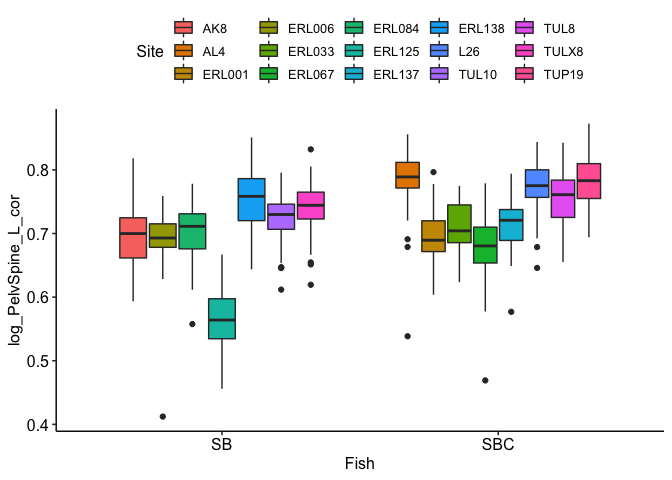 AK8 ERL006 ERL084 ERL138 TUL8
Site AL4 ERL033 ERL125 L26 TULX8
ERL001 ERL067 ERL137 TUL10 TUP19
log_PelvSpine_L_cor
0.8
0.7
0.6
0.5
0.4
SB SBC
Fish